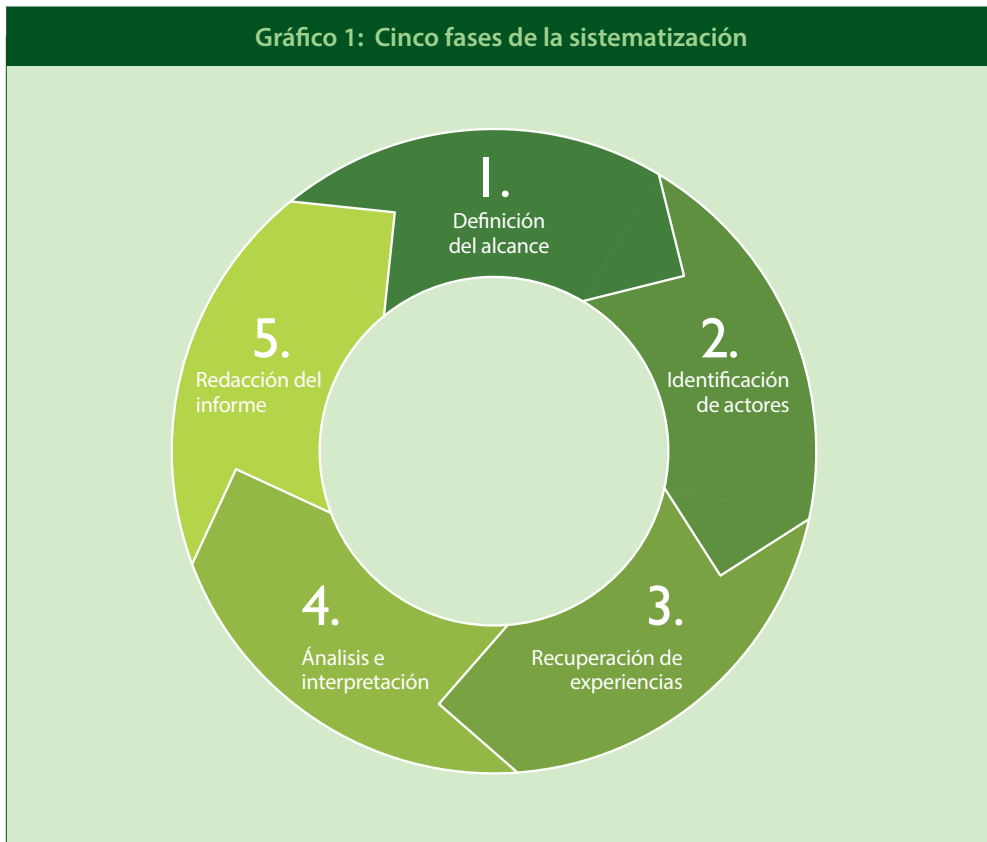 Gráfico 1: Cinco fases de la sistematización
1.
Definición
del alcance
2.
Identificación
de actores
3.
Recuperación de
experiencias
4.
Ánalisis e
interpretación
5.
Redacción del
informe